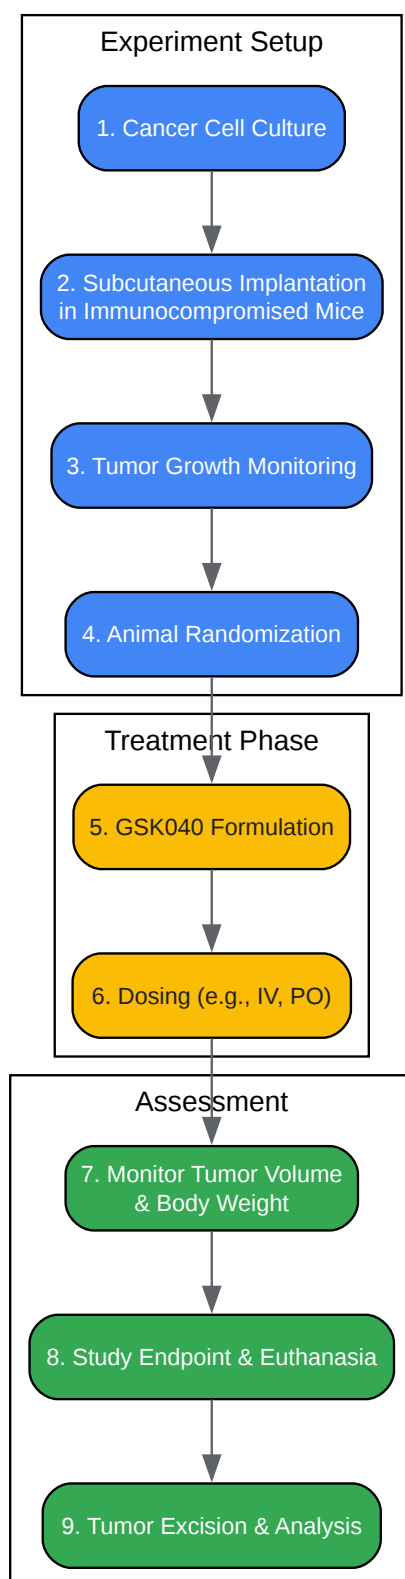 Experiment Setup
1. Cancer Cell Culture
2. Subcutaneous Implantation
in Immunocompromised Mice
3. Tumor Growth Monitoring
4. Animal Randomization
Treatment Phase
5. GSK040 Formulation
6. Dosing (e.g., IV, PO)
Assessment
7. Monitor Tumor Volume
& Body Weight
8. Study Endpoint & Euthanasia
9. Tumor Excision & Analysis